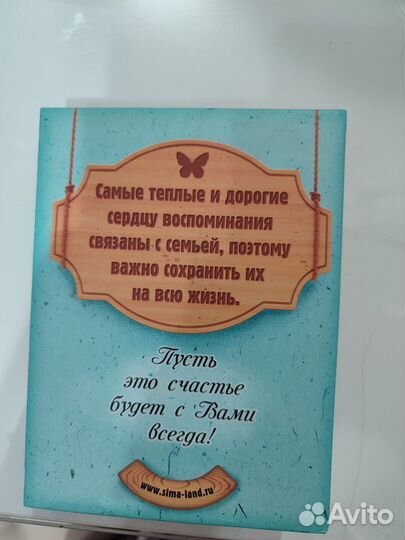 Самые теплые и дорогие
сердцу воспоминания
связаны с семьей, поэтому
важно сохранить их
на всю жизнь.
Пусть
это счастье
будет с Вами
всегда!
www.sima-land.ru
Avito